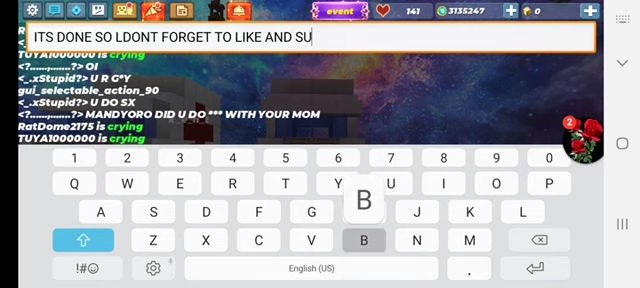 event 141 3135247 0
ITS DONE SO LDONT FORGET TO LIKE AND SU
TUYA1000000 is crying
<?......,......?> OI
<_.xStupid?> U R G*Y
gui_selectable_action_90
<_.xStupid?> U DO SX
<?......,......?> MANDYORO DID U DO *** WITH YOUR MOM
RatDome2175 is crying
TUYA1000000 is crying
2
1 2 3 4 5 6 7 8 9 0
Q W E R T Y U I O P
B
A S D F G J K L
Z X C V B N M
!#☺ English (US) .